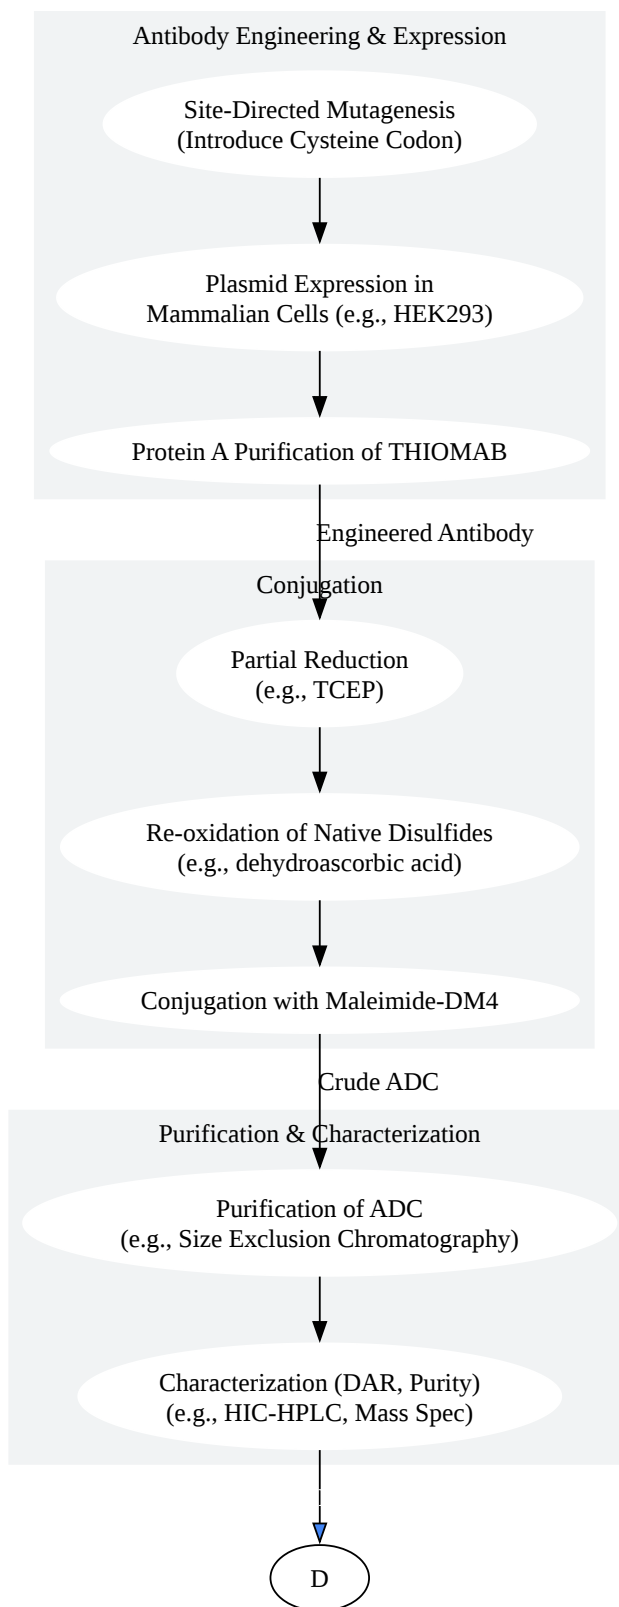 Antibody Engineering & Expression
Site-Directed Mutagenesis
(Introduce Cysteine Codon)
Plasmid Expression in
Mammalian Cells (e.g., HEK293)
Protein A Purification of THIOMAB
Engineered Antibody
Conjugation
Partial Reduction
(e.g., TCEP)
Re-oxidation of Native Disulfides
(e.g., dehydroascorbic acid)
Conjugation with Maleimide-DM4
Crude ADC
Purification & Characterization
Purification of ADC
(e.g., Size Exclusion Chromatography)
Characterization (DAR, Purity)
(e.g., HIC-HPLC, Mass Spec)
D